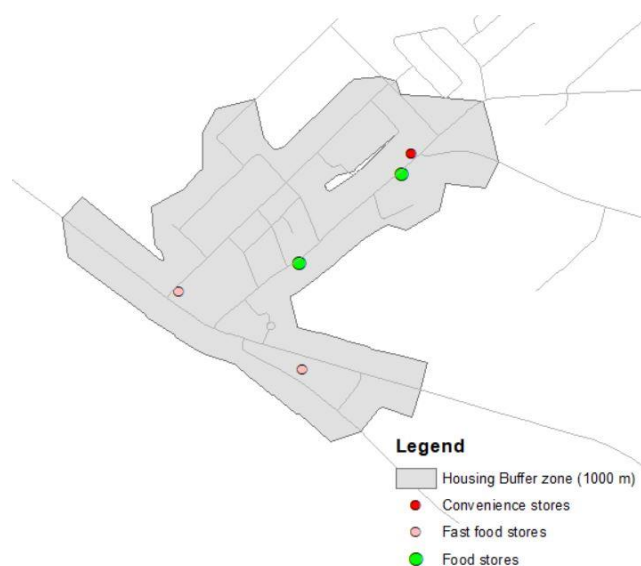 Legend
Housing Buffer zone (1000 m)
Convenience stores
Fast food stores
Food stores